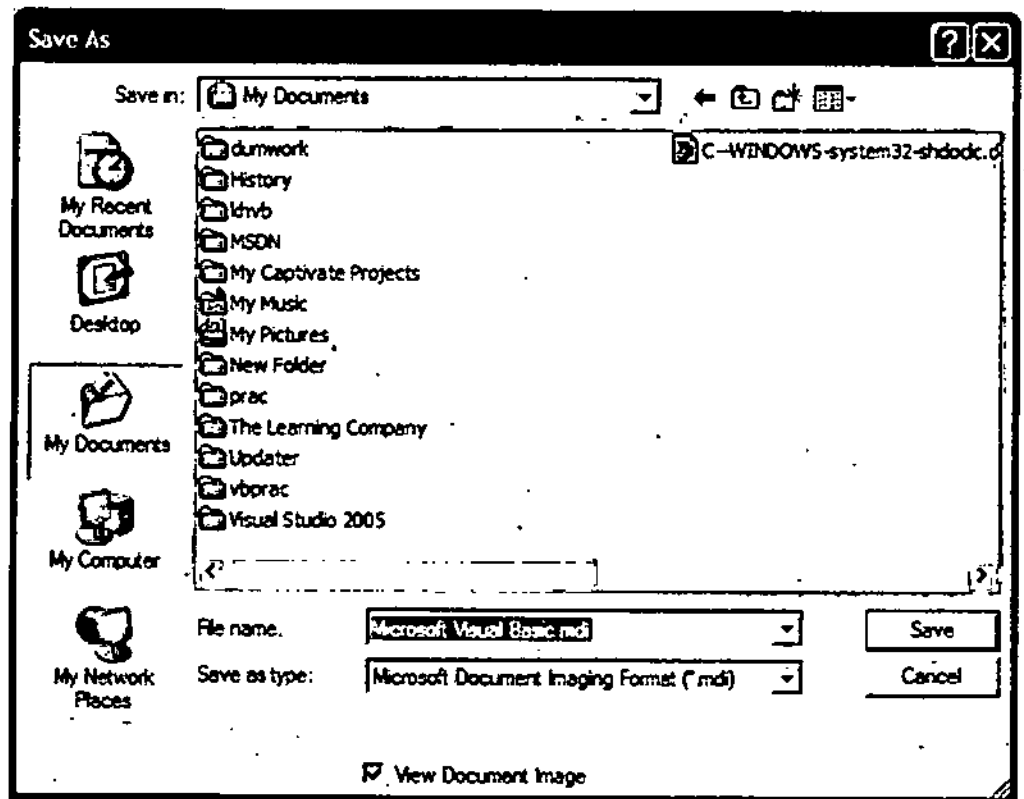 Save As
Save in: My Documents
My Recent
Documents
Desktop
My Documents
My Computer
My Network
Places
dumwork
History
ldhvb
MSDN
My Captivate Projects
My Music
My Pictures
New Folder
prac
The Learning Company
Updater
vbprac
Visual Studio 2005
C--WINDOWS-system32-shdoclc.d
File name. Microsoft Visual Basic.mdi
Save
Save as type: Microsoft Document Imaging Format (*.mdi)
Cancel
View Document Image